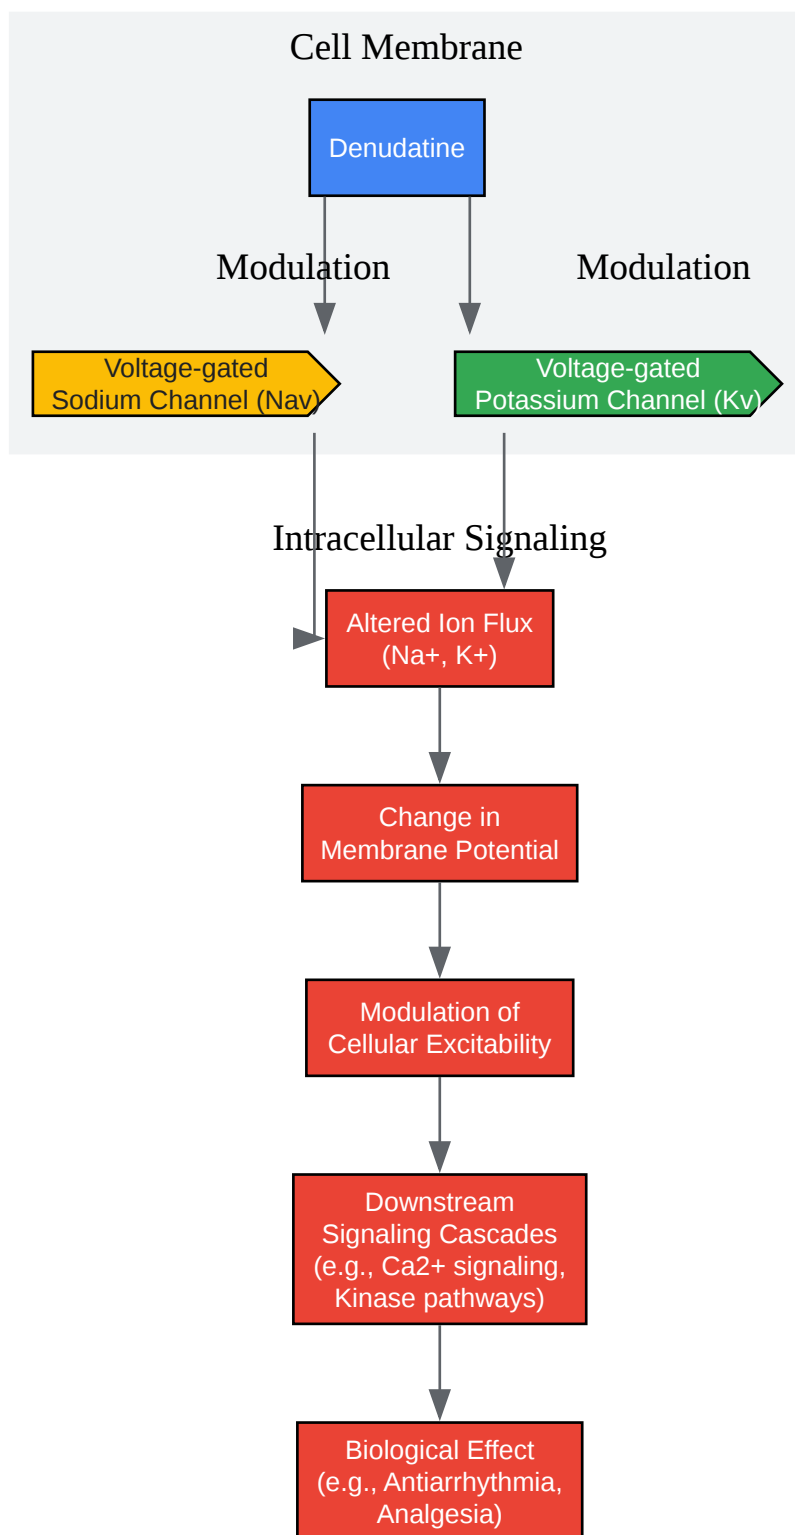 Cell Membrane
Denudatine
Modulation
Modulation
Voltage-gated
Sodium Channel (Nav)
Voltage-gated
Potassium Channel (Kv)
Intracellular Signaling
Altered Ion Flux
(Na+, K+)
Change in
Membrane Potential
Modulation of
Cellular Excitability
Downstream
Signaling Cascades
(e.g., Ca2+ signaling,
Kinase pathways)
Biological Effect
(e.g., Antiarrhythmia,
Analgesia)